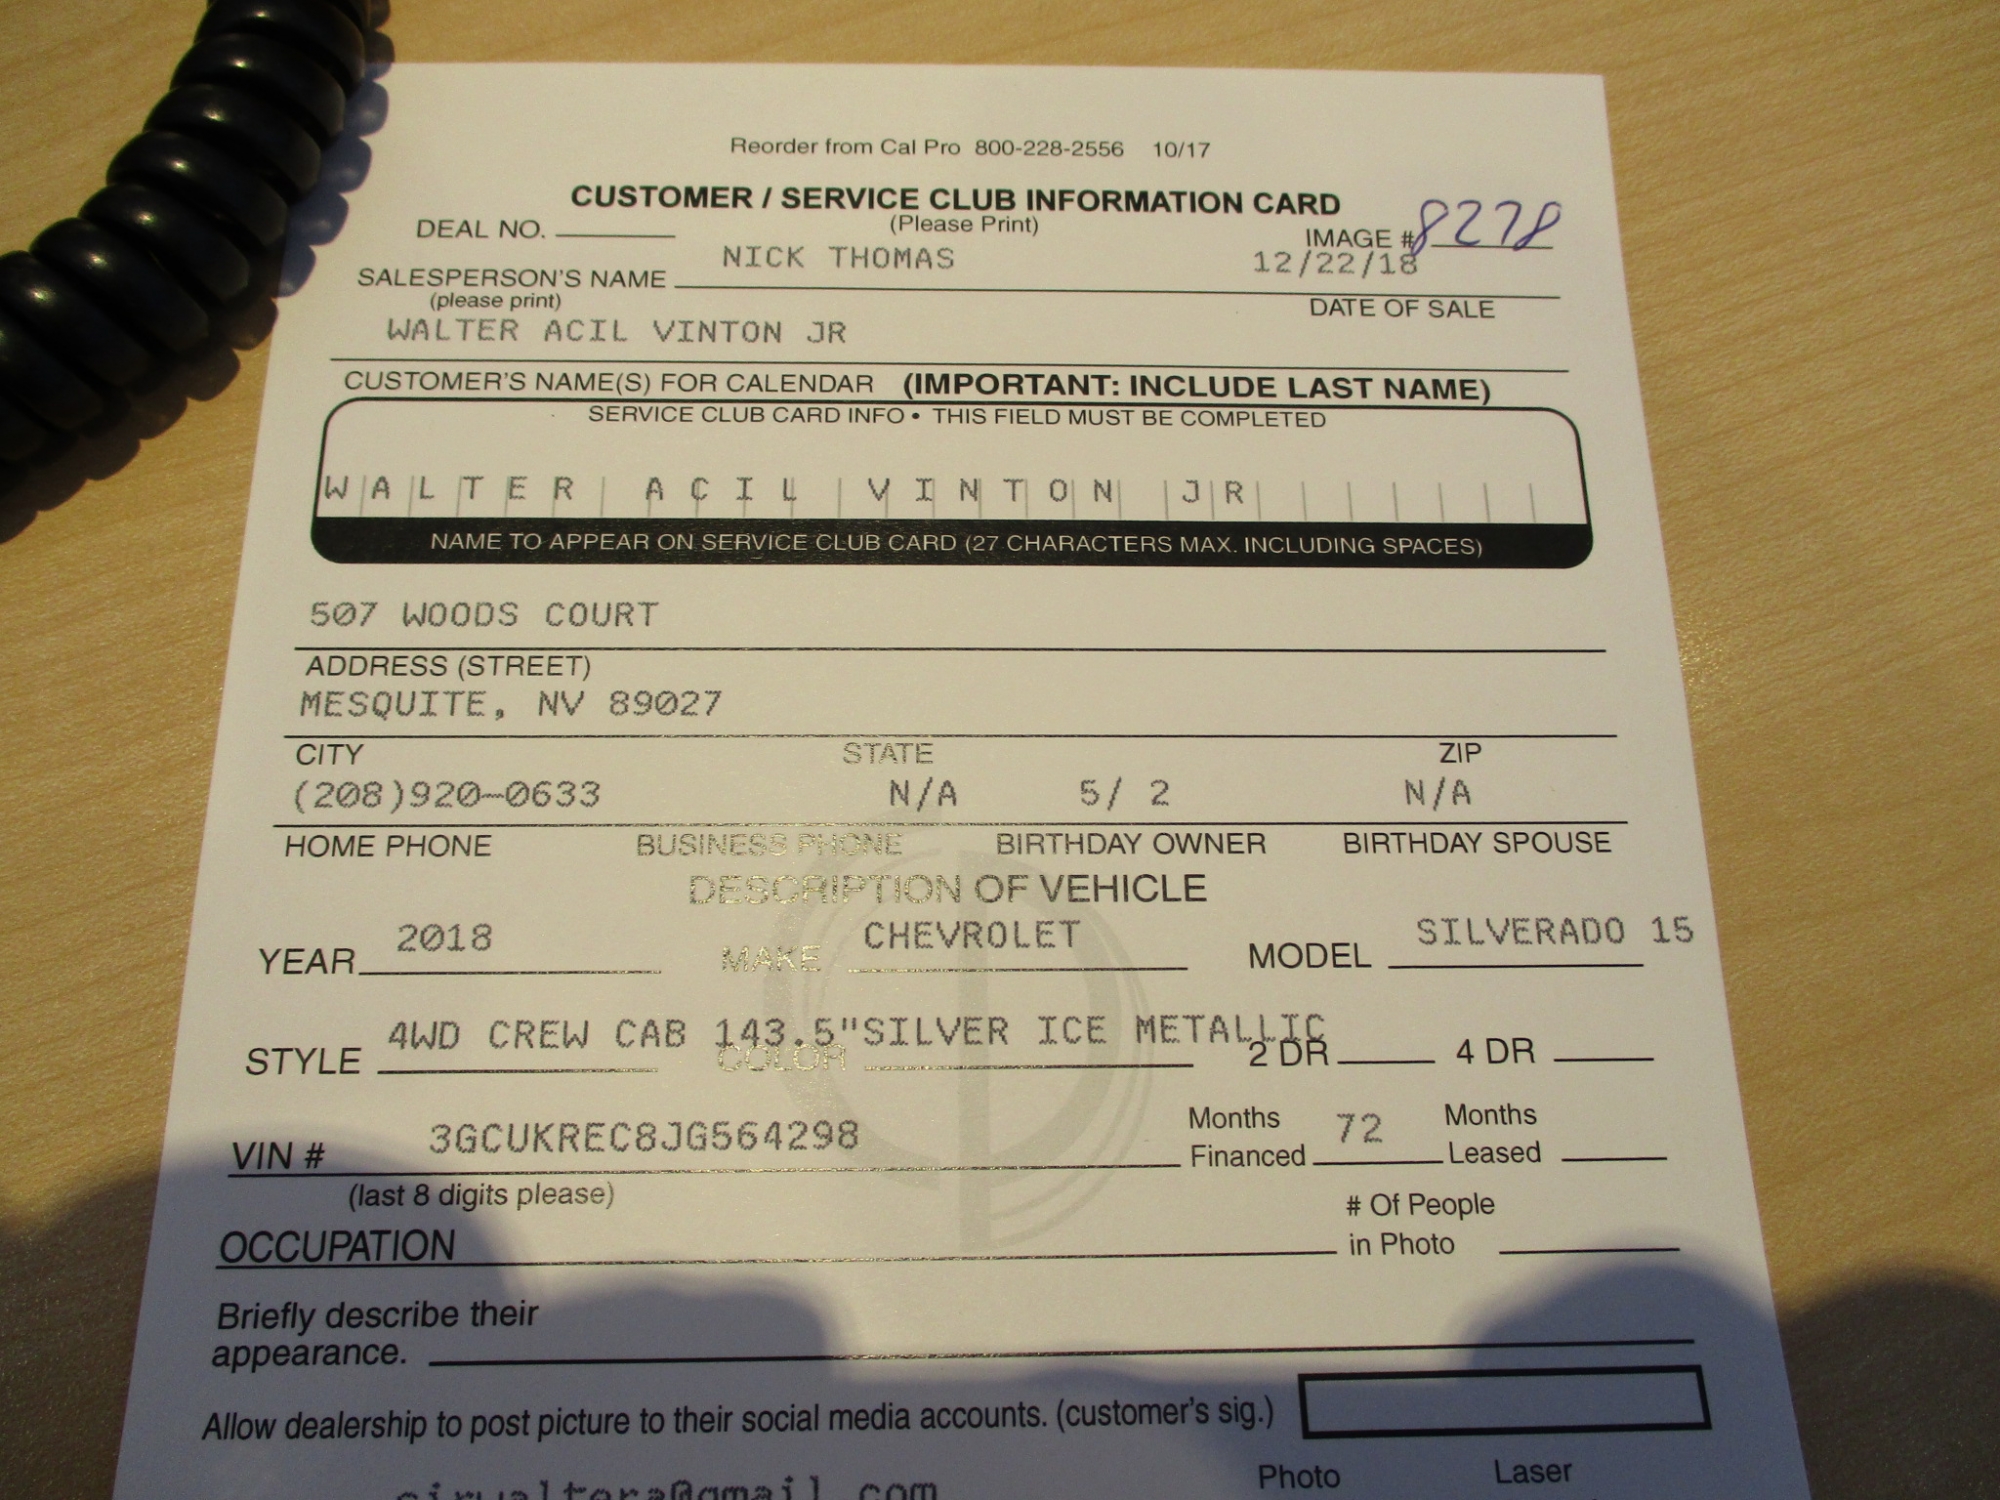 Reorder from Cal Pro 800-228-2556 10/17
CUSTOMER / SERVICE CLUB INFORMATION CARD
DEAL NO. (Please Print) IMAGE # 8278
NICK THOMAS 12/22/18
SALESPERSON'S NAME
(please print) DATE OF SALE
WALTER ACIL VINTON JR
CUSTOMER'S NAME(S) FOR CALENDAR (IMPORTANT: INCLUDE LAST NAME)
SERVICE CLUB CARD INFO • THIS FIELD MUST BE COMPLETED
WALTER ACIL VINTON JR
NAME TO APPEAR ON SERVICE CLUB CARD (27 CHARACTERS MAX. INCLUDING SPACES)
507 WOODS COURT
ADDRESS (STREET)
MESQUITE, NV 89027
CITY STATE ZIP
(208)920-0633 N/A 5/ 2 N/A
HOME PHONE BUSINESS PHONE BIRTHDAY OWNER BIRTHDAY SPOUSE
DESCRIPTION OF VEHICLE
2018 CHEVROLET SILVERADO 15
YEAR MAKE MODEL
4WD CREW CAB 143.5"SILVER ICE METALLIC
STYLE COLOR 2 DR 4 DR
3GCUKREC8JG564298 Months 72 Months
VIN # Financed Leased
(last 8 digits please) # Of People
OCCUPATION in Photo
Briefly describe their
appearance.
Allow dealership to post picture to their social media accounts. (customer's sig.)
Photo Laser